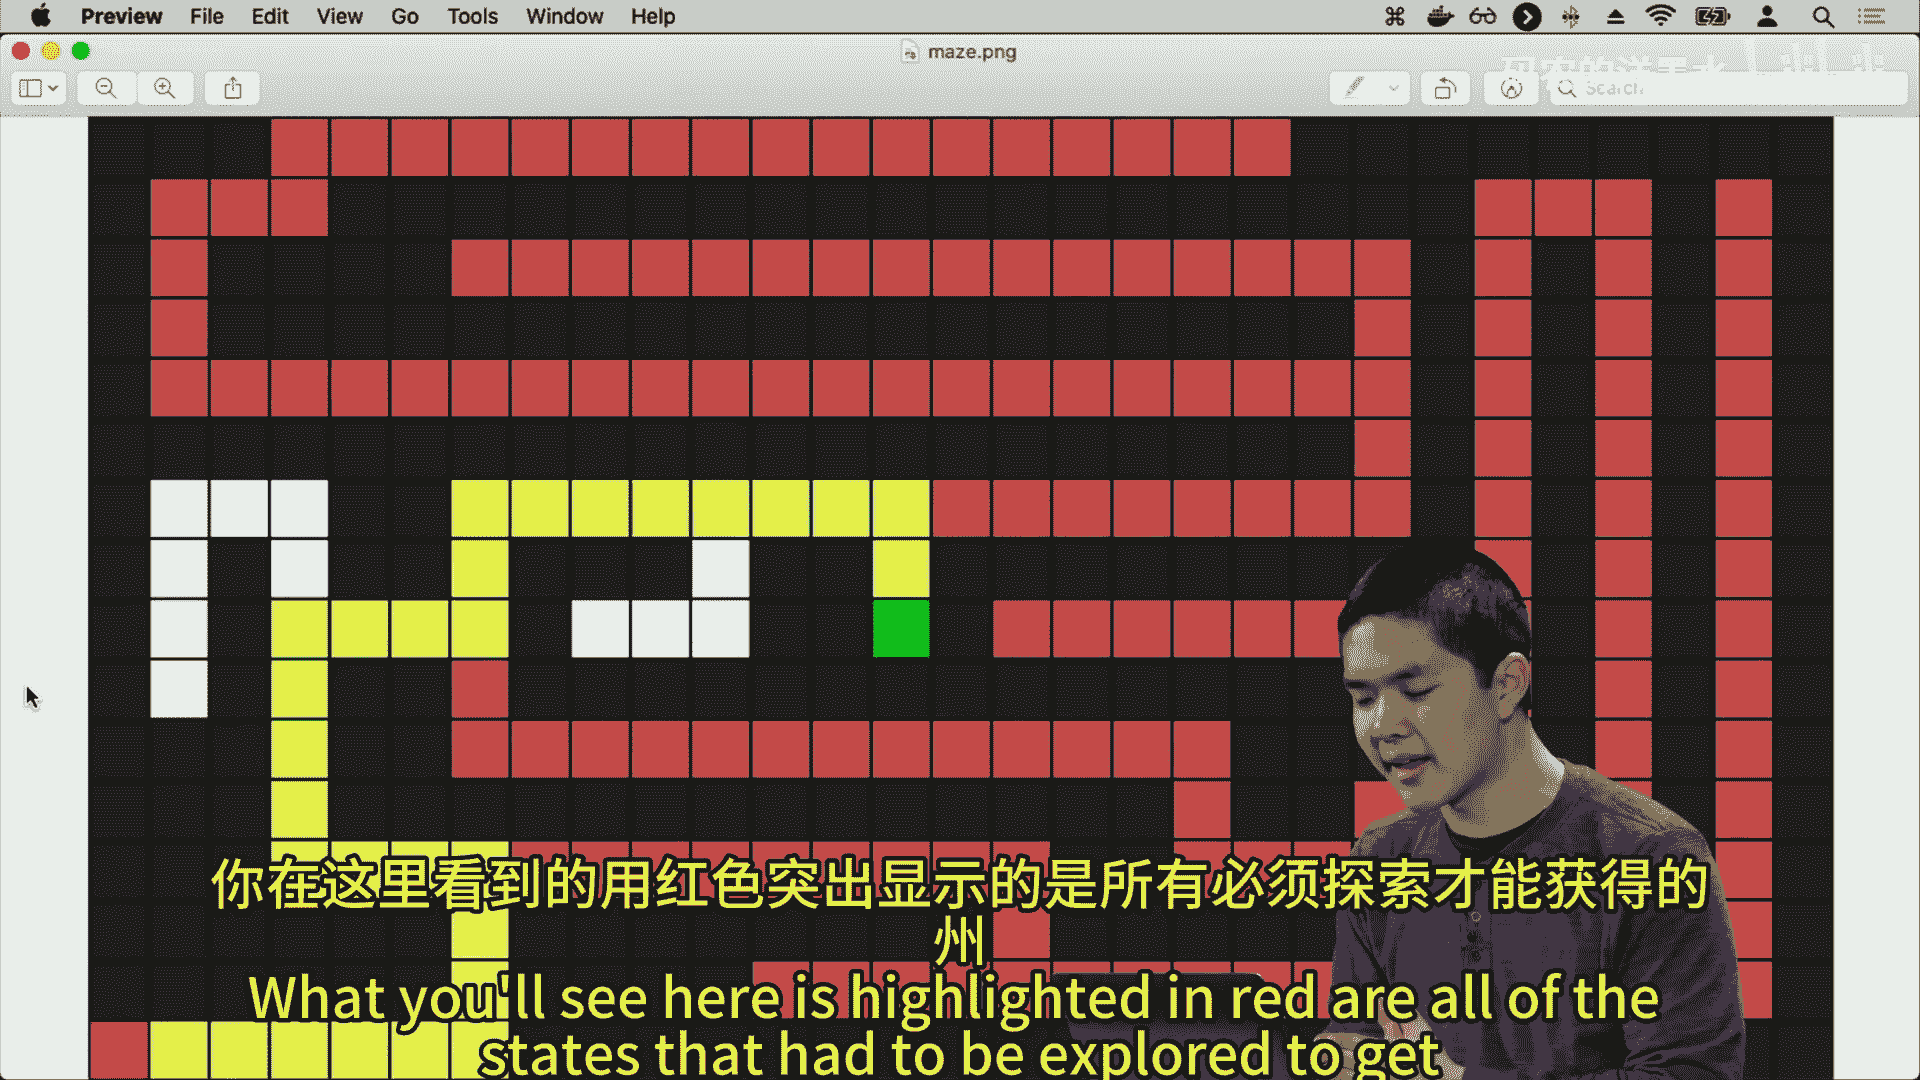 Preview File Edit View Go Tools Window Help
maze.png
Search
你在这里看到的用红色突出显示的是所有必须探索才能获得的
州
What you'll see here is highlighted in red are all of the
states that had to be explored to get